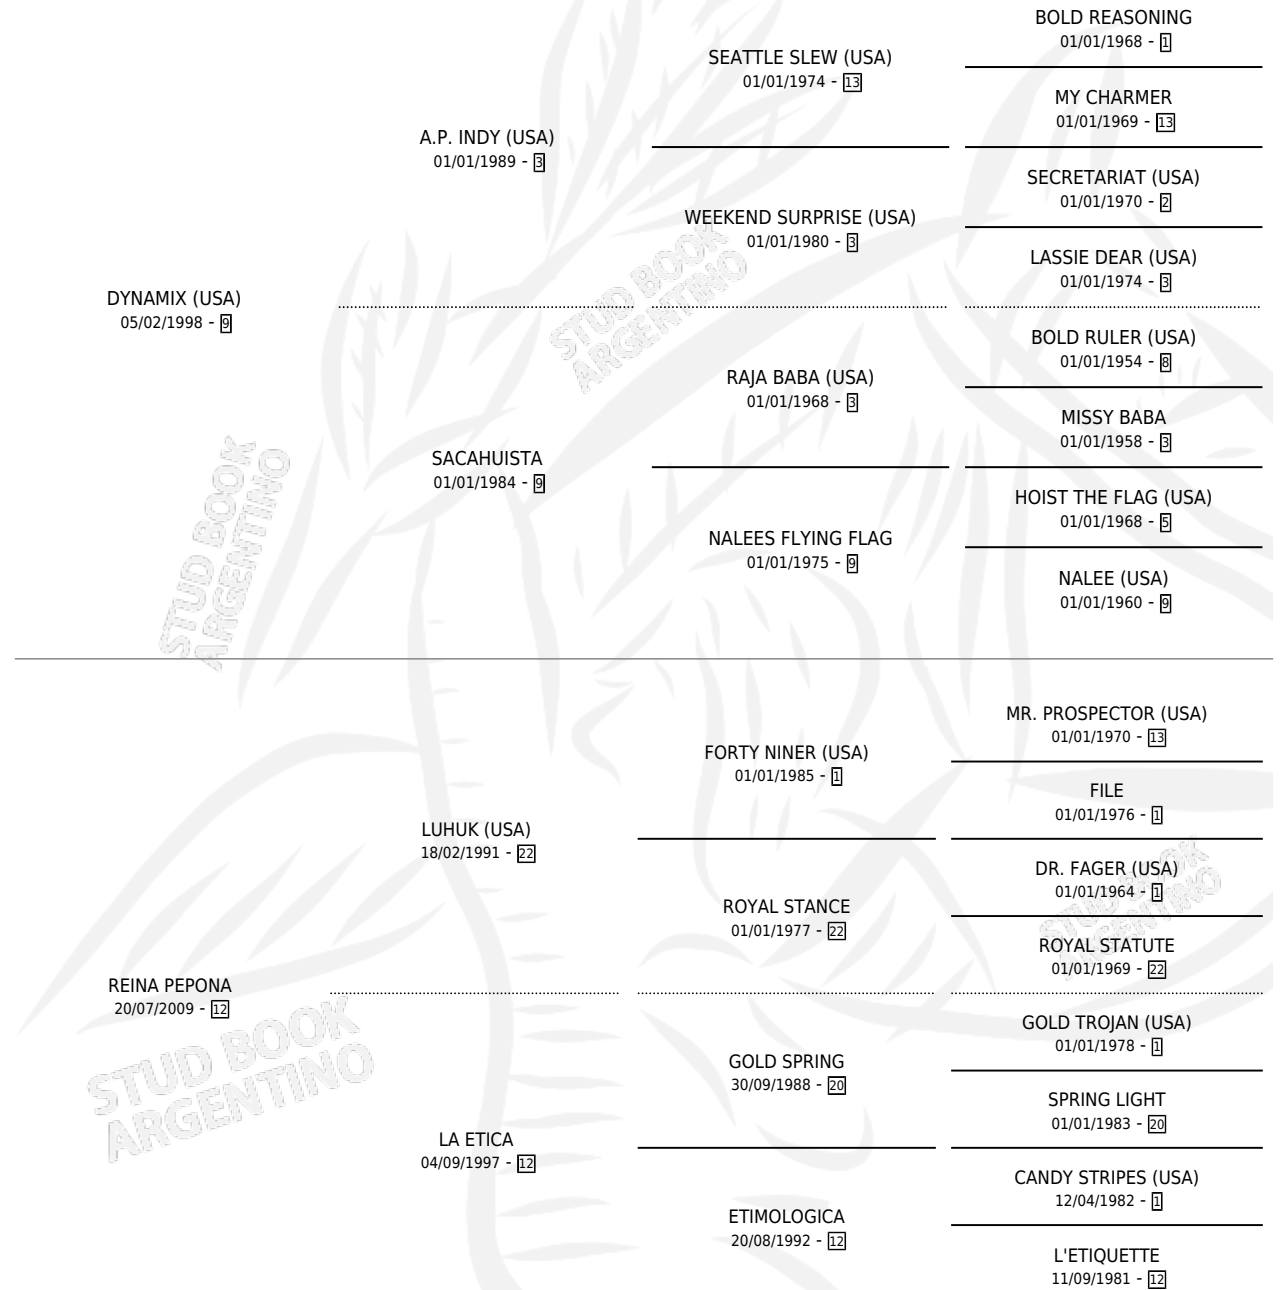 BOLD REASONING
01/01/1968 - 1
SEATTLE SLEW (USA)
01/01/1974 - 13
MY CHARMER
01/01/1969 - 13
A.P. INDY (USA)
01/01/1989 - 3
SECRETARIAT (USA)
01/01/1970 - 2
WEEKEND SURPRISE (USA)
01/01/1980 - 3
LASSIE DEAR (USA)
01/01/1974 - 3
DYNAMIX (USA)
05/02/1998 - 9
BOLD RULER (USA)
01/01/1954 - 8
RAJA BABA (USA)
01/01/1968 - 3
MISSY BABA
01/01/1958 - 3
SACAHUISTA
01/01/1984 - 9
HOIST THE FLAG (USA)
01/01/1968 - 5
NALEES FLYING FLAG
01/01/1975 - 9
NALEE (USA)
01/01/1960 - 9
MR. PROSPECTOR (USA)
01/01/1970 - 13
FORTY NINER (USA)
01/01/1985 - 1
FILE
01/01/1976 - 1
LUHUK (USA)
18/02/1991 - 22
DR. FAGER (USA)
01/01/1964 - 1
ROYAL STANCE
01/01/1977 - 22
ROYAL STATUTE
01/01/1969 - 22
REINA PEPONA
20/07/2009 - 12
GOLD TROJAN (USA)
01/01/1978 - 1
GOLD SPRING
30/09/1988 - 20
SPRING LIGHT
01/01/1983 - 20
LA ETICA
04/09/1997 - 12
CANDY STRIPES (USA)
12/04/1982 - 1
ETIMOLOGICA
20/08/1992 - 12
L'ETIQUETTE
11/09/1981 - 12
STUD BOOK
ARGENTINO
STUD BOOK
ARGENTINO
STUD BOOK
ARGENTINO
STUD BOOK
ARGENTINO